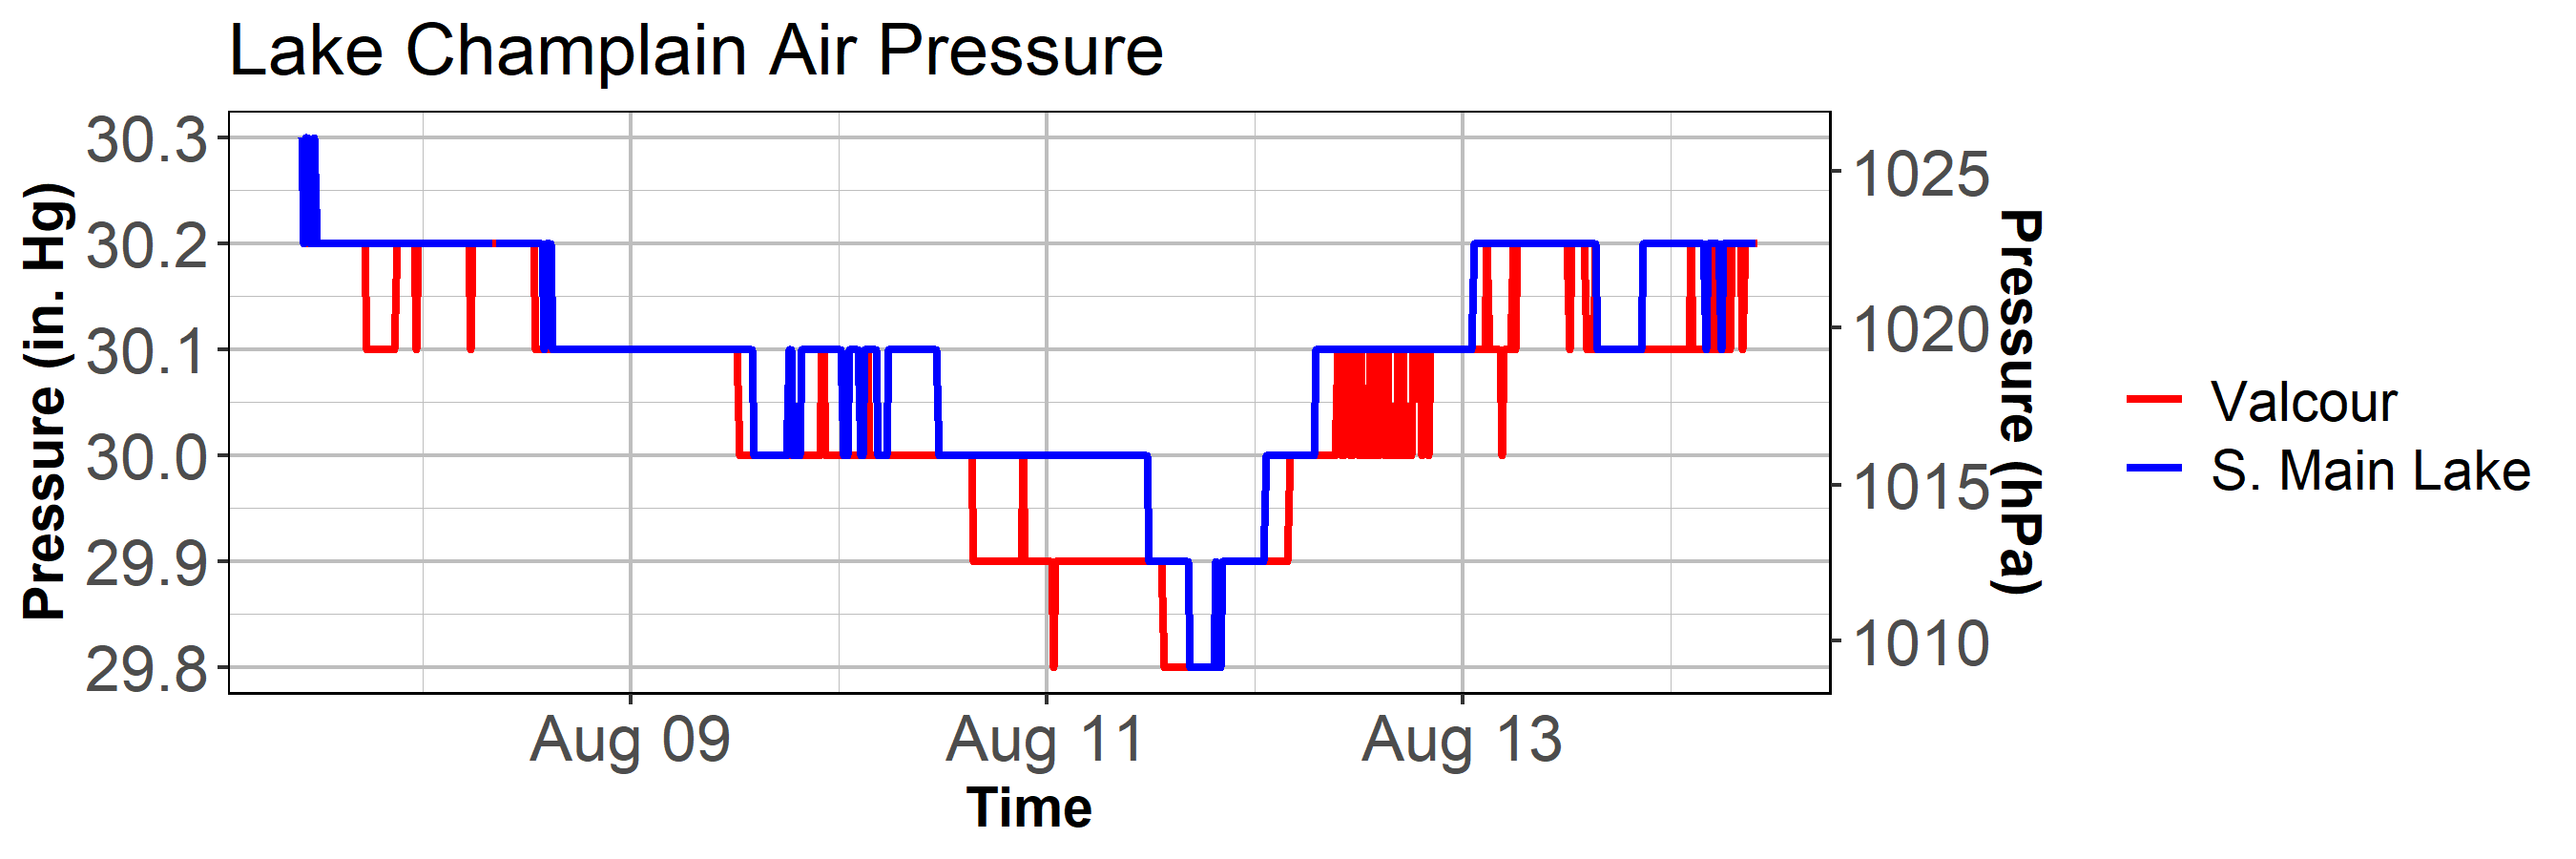 Lake Champlain Air Pressure
Pressure (in. Hg)
30.3
30.2
30.1
30.0
29.9
29.8
1025
1020
1015
1010
Pressure (hPa)
Aug 09 Aug 11 Aug 13
Time
Valcour
S. Main Lake